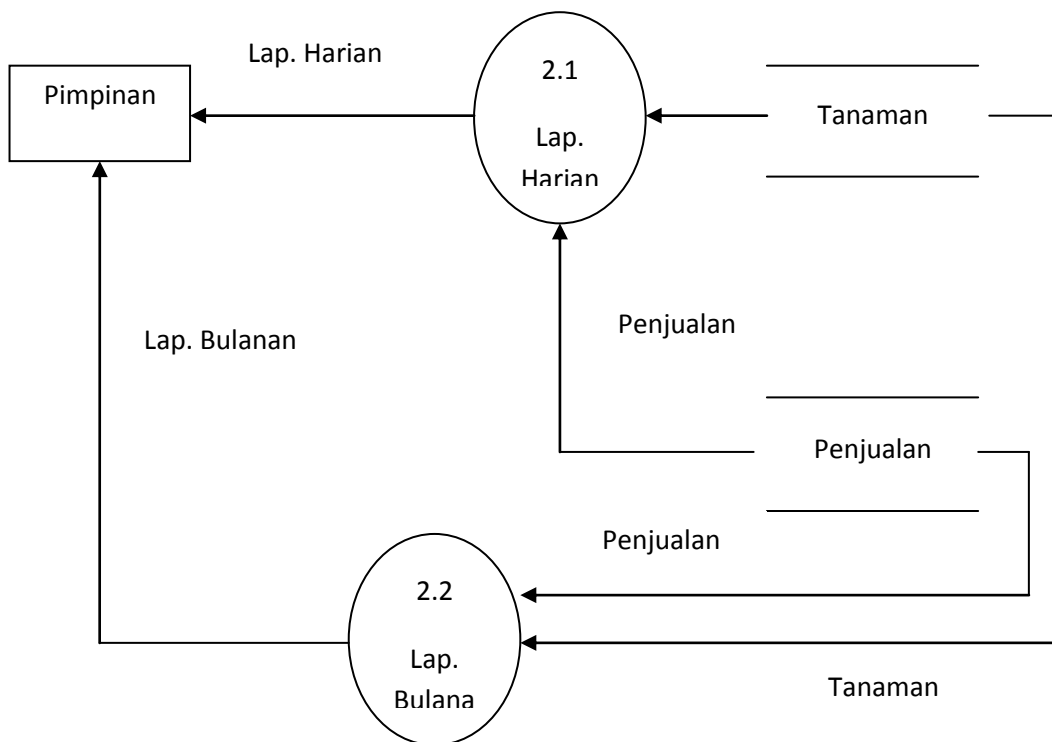 Lap. Harian
Pimpinan
2.1
Lap.
Harian
Tanaman
Lap. Bulanan
Penjualan
Penjualan
Penjualan
2.2
Lap.
Bulana
Tanaman